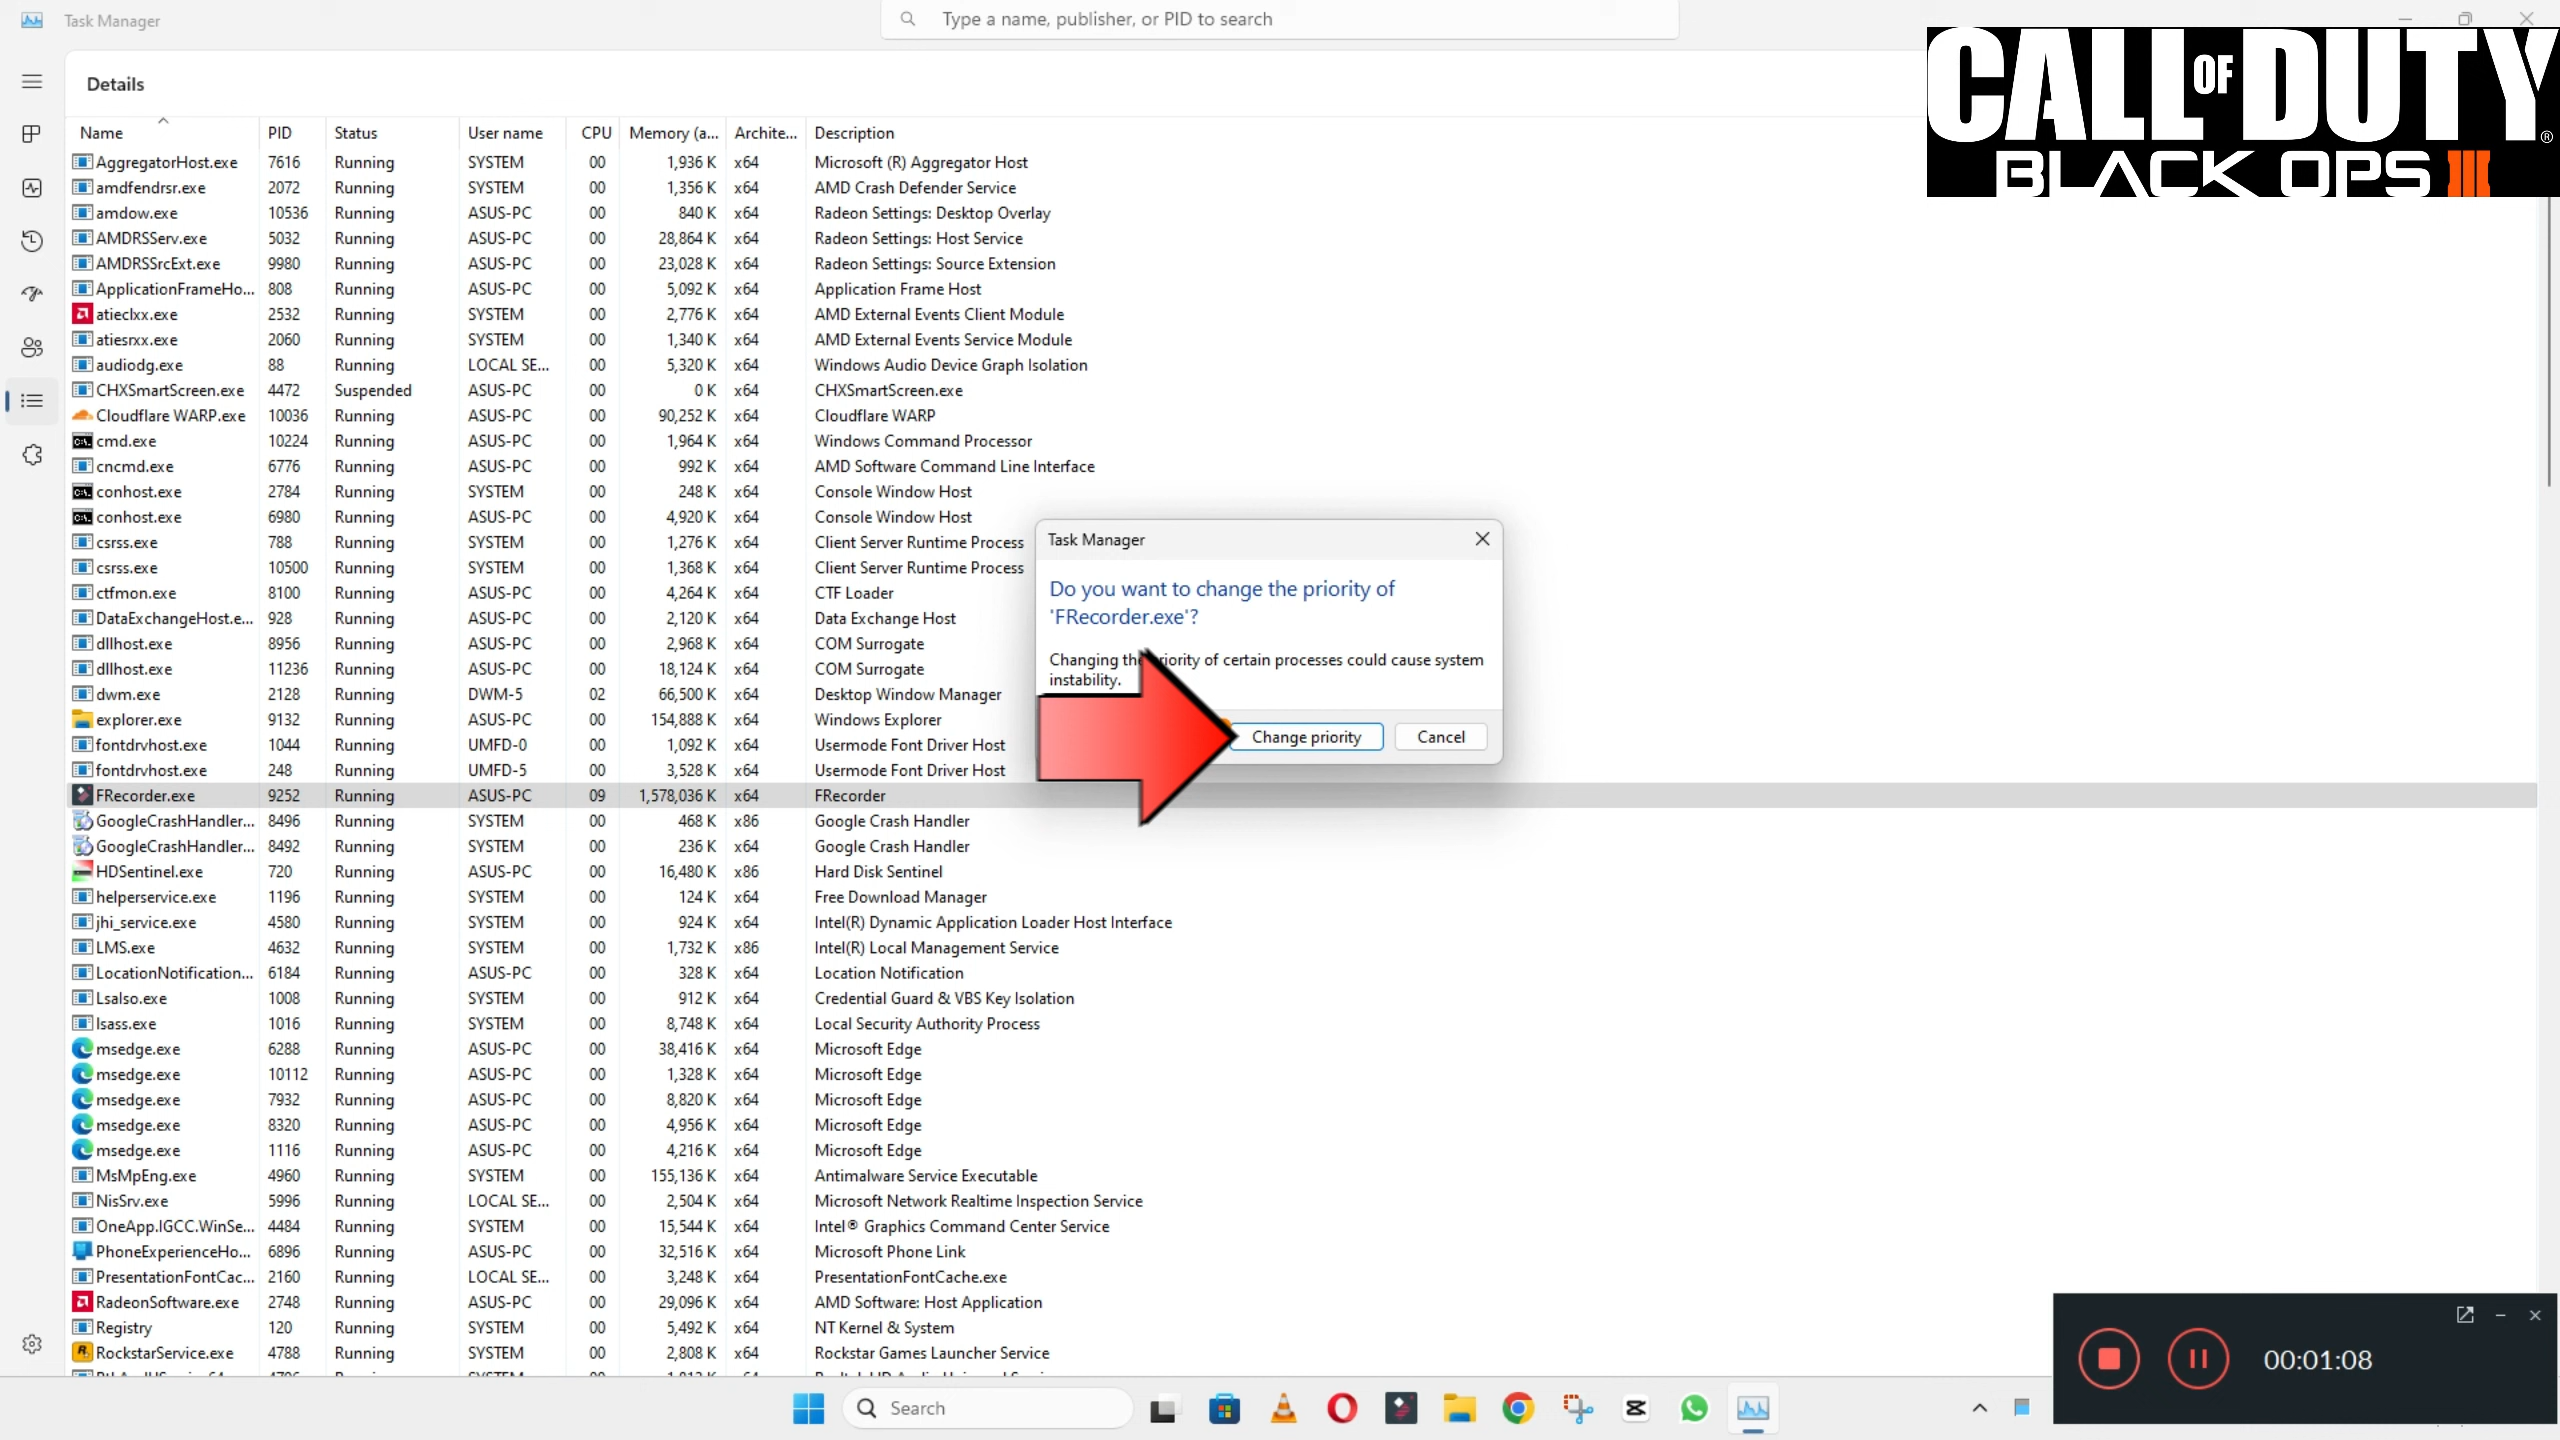 Task Manager
Type a name, publisher, or PID to search
CALL OF DUTY®
BLACK OPS III
Details
Name PID Status User name CPU Memory (a... Archite... Description
AggregatorHost.exe 7616 Running SYSTEM 00 1,936 K x64 Microsoft (R) Aggregator Host
amdfendrsr.exe 2072 Running SYSTEM 00 1,356 K x64 AMD Crash Defender Service
amdow.exe 10536 Running ASUS-PC 00 840 K x64 Radeon Settings: Desktop Overlay
AMDRSServ.exe 5032 Running ASUS-PC 00 28,864 K x64 Radeon Settings: Host Service
AMDRSSrcExt.exe 9980 Running ASUS-PC 00 23,028 K x64 Radeon Settings: Source Extension
ApplicationFrameHo... 808 Running ASUS-PC 00 5,092 K x64 Application Frame Host
atieclxx.exe 2532 Running SYSTEM 00 2,776 K x64 AMD External Events Client Module
atiesrxx.exe 2060 Running SYSTEM 00 1,340 K x64 AMD External Events Service Module
audiodg.exe 88 Running LOCAL SE... 00 5,320 K x64 Windows Audio Device Graph Isolation
CHXSmartScreen.exe 4472 Suspended ASUS-PC 00 0 K x64 CHXSmartScreen.exe
Cloudflare WARP.exe 10036 Running ASUS-PC 00 90,252 K x64 Cloudflare WARP
cmd.exe 10224 Running ASUS-PC 00 1,964 K x64 Windows Command Processor
cncmd.exe 6776 Running ASUS-PC 00 992 K x64 AMD Software Command Line Interface
conhost.exe 2784 Running SYSTEM 00 248 K x64 Console Window Host
conhost.exe 6980 Running ASUS-PC 00 4,920 K x64 Console Window Host
csrss.exe 788 Running SYSTEM 00 1,276 K x64 Client Server Runtime Process
csrss.exe 10500 Running SYSTEM 00 1,368 K x64 Client Server Runtime Process
ctfmon.exe 8100 Running ASUS-PC 00 4,264 K x64 CTF Loader
DataExchangeHost.e... 928 Running ASUS-PC 00 2,120 K x64 Data Exchange Host
dllhost.exe 8956 Running ASUS-PC 00 2,968 K x64 COM Surrogate
dllhost.exe 11236 Running ASUS-PC 00 18,124 K x64 COM Surrogate
dwm.exe 2128 Running DWM-5 02 66,500 K x64 Desktop Window Manager
explorer.exe 9132 Running ASUS-PC 00 154,888 K x64 Windows Explorer
fontdrvhost.exe 1044 Running UMFD-0 00 1,092 K x64 Usermode Font Driver Host
fontdrvhost.exe 248 Running UMFD-5 00 3,528 K x64 Usermode Font Driver Host
FRecorder.exe 9252 Running ASUS-PC 09 1,578,036 K x64 FRecorder
GoogleCrashHandler... 8496 Running SYSTEM 00 468 K x86 Google Crash Handler
GoogleCrashHandler... 8492 Running SYSTEM 00 236 K x64 Google Crash Handler
HDSentinel.exe 720 Running ASUS-PC 00 16,480 K x86 Hard Disk Sentinel
helperservice.exe 1196 Running SYSTEM 00 124 K x64 Free Download Manager
jhi_service.exe 4580 Running SYSTEM 00 924 K x64 Intel(R) Dynamic Application Loader Host Interface
LMS.exe 4632 Running SYSTEM 00 1,732 K x86 Intel(R) Local Management Service
LocationNotification... 6184 Running ASUS-PC 00 328 K x64 Location Notification
LsaIso.exe 1008 Running SYSTEM 00 912 K x64 Credential Guard & VBS Key Isolation
lsass.exe 1016 Running SYSTEM 00 8,748 K x64 Local Security Authority Process
msedge.exe 6288 Running ASUS-PC 00 38,416 K x64 Microsoft Edge
msedge.exe 10112 Running ASUS-PC 00 1,328 K x64 Microsoft Edge
msedge.exe 7932 Running ASUS-PC 00 8,820 K x64 Microsoft Edge
msedge.exe 8320 Running ASUS-PC 00 4,956 K x64 Microsoft Edge
msedge.exe 1116 Running ASUS-PC 00 4,216 K x64 Microsoft Edge
MsMpEng.exe 4960 Running SYSTEM 00 155,136 K x64 Antimalware Service Executable
NisSrv.exe 5996 Running LOCAL SE... 00 2,504 K x64 Microsoft Network Realtime Inspection Service
OneApp.IGCC.WinSe... 4484 Running SYSTEM 00 15,544 K x64 Intel® Graphics Command Center Service
PhoneExperienceHo... 6896 Running ASUS-PC 00 32,516 K x64 Microsoft Phone Link
PresentationFontCac... 2160 Running LOCAL SE... 00 3,248 K x64 PresentationFontCache.exe
RadeonSoftware.exe 2748 Running ASUS-PC 00 29,096 K x64 AMD Software: Host Application
Registry 120 Running SYSTEM 00 5,492 K x64 NT Kernel & System
RockstarService.exe 4788 Running SYSTEM 00 2,808 K x64 Rockstar Games Launcher Service
Task Manager
Do you want to change the priority of
'FRecorder.exe'?
Changing the priority of certain processes could cause system
instability.
Change priority Cancel
00:01:08
Search